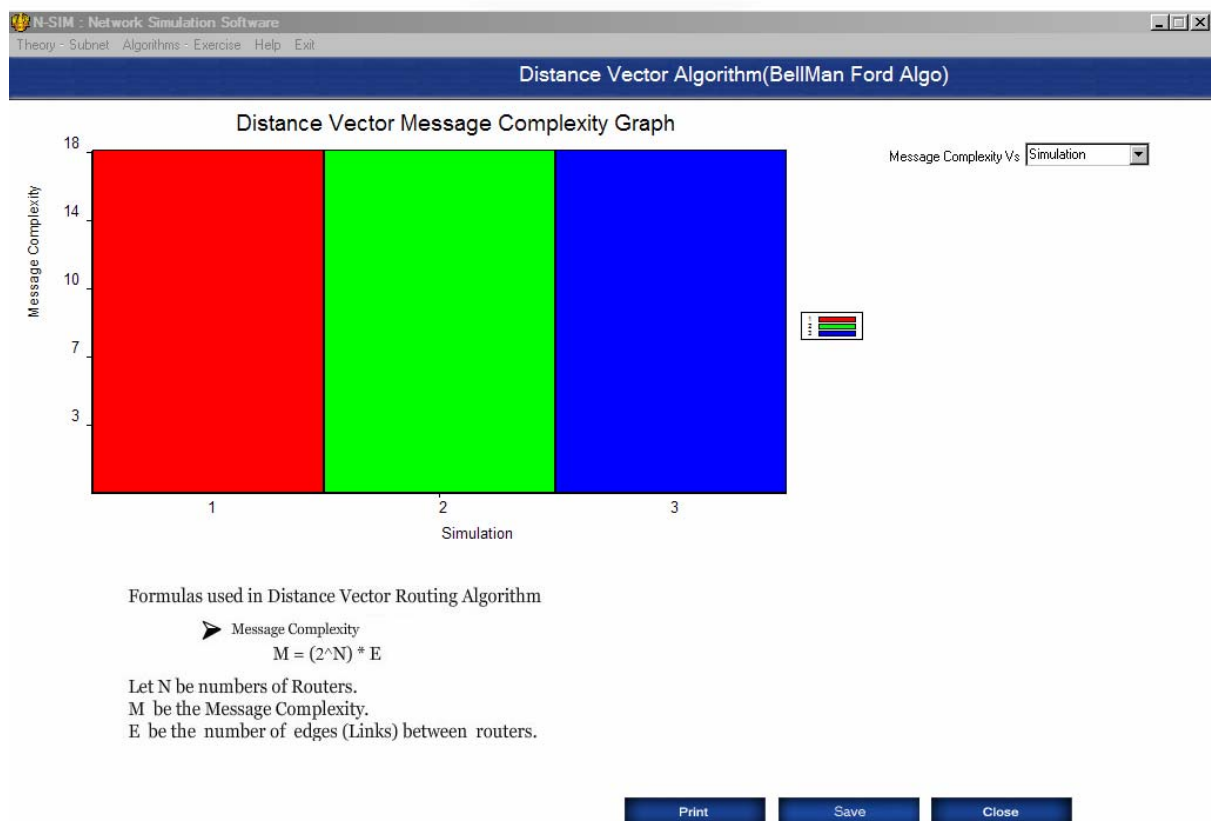 N-SIM : Network Simulation Software
Theory - Subnet Algorithms - Exercise Help Exit
Distance Vector Algorithm(BellMan Ford Algo)
Distance Vector Message Complexity Graph
Message Complexity Vs Simulation
18
14
10
7
3
Message Complexity
1
2
3
1 2 3
Simulation
Formulas used in Distance Vector Routing Algorithm
➤ Message Complexity
M = (2^N) * E
Let N be numbers of Routers.
M be the Message Complexity.
E be the number of edges (Links) between routers.
Print Save Close